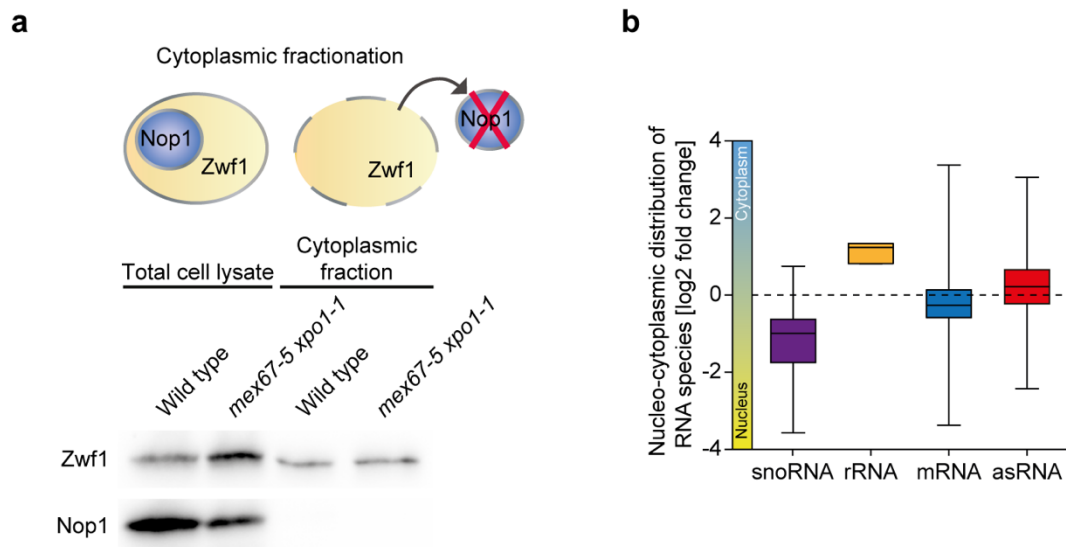 a
Cytoplasmic fractionation
Nop1
Zwf1
Zwf1
Nop1
Total cell lysate
Cytoplasmic
fraction
Wild type
mex67-5 xpo1-1
Wild type
mex67-5 xpo1-1
Zwf1
Nop1
b
Nucleo-cytoplasmic distribution of
RNA species [log2 fold change]
4
2
0
-2
-4
Cytoplasm
Nucleus
snoRNA
rRNA
mRNA
asRNA